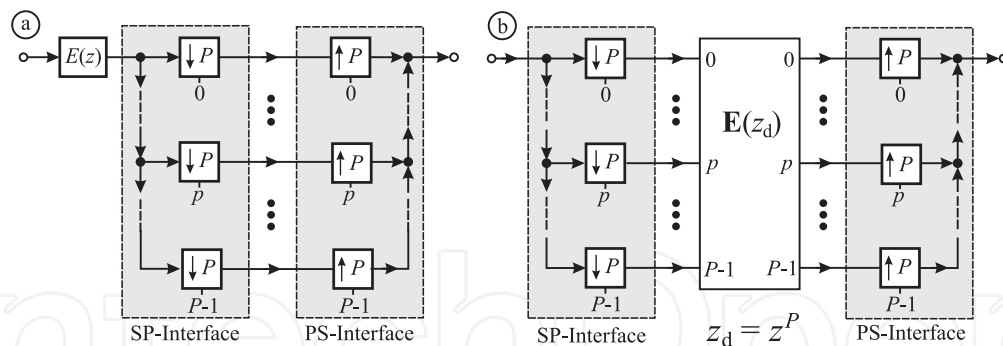 a
E(z)
↓ P
0
↑ P
0
↓ P
p
↑ P
p
↓ P
P-1
↑ P
P-1
SP-Interface
PS-Interface
b
↓ P
0
0
0
↑ P
0
E(z_d)
↓ P
p
p
p
↑ P
p
↓ P
P-1
P-1
P-1
↑ P
P-1
SP-Interface
z_d = z^P
PS-Interface